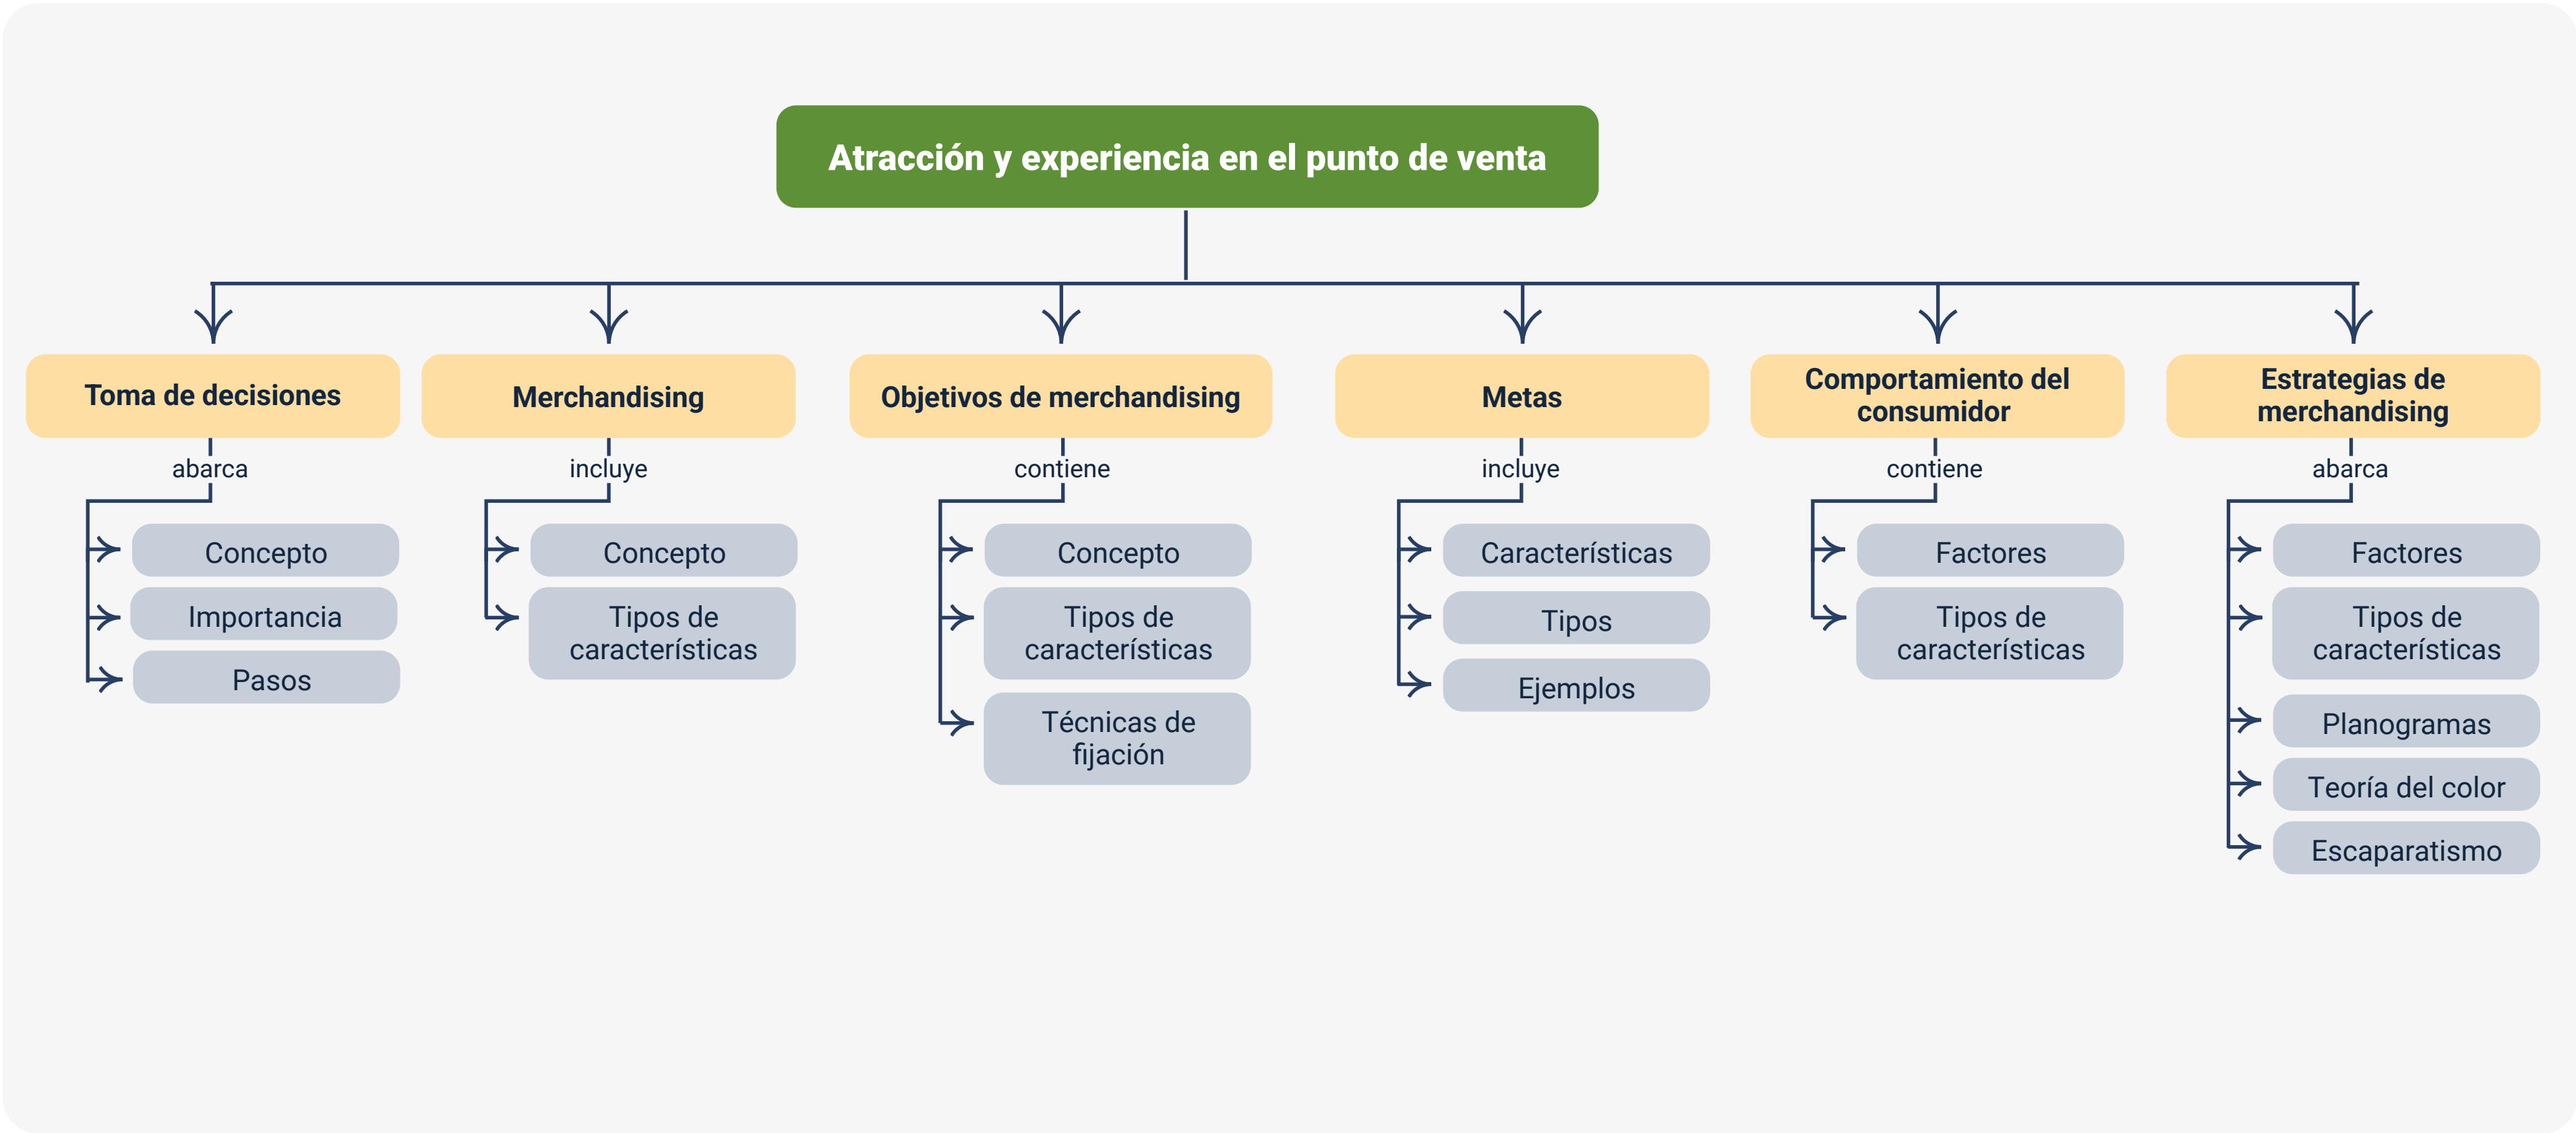 Atracción y experiencia en el punto de venta
Toma de decisiones
abarca
Concepto
Importancia
Pasos
Merchandising
incluye
Concepto
Tipos de
características
Objetivos de merchandising
contiene
Concepto
Tipos de
características
Técnicas de
fijación
Metas
incluye
Características
Tipos
Ejemplos
Comportamiento del
consumidor
contiene
Factores
Tipos de
características
Estrategias de
merchandising
abarca
Factores
Tipos de
características
Planogramas
Teoría del color
Escaparatismo